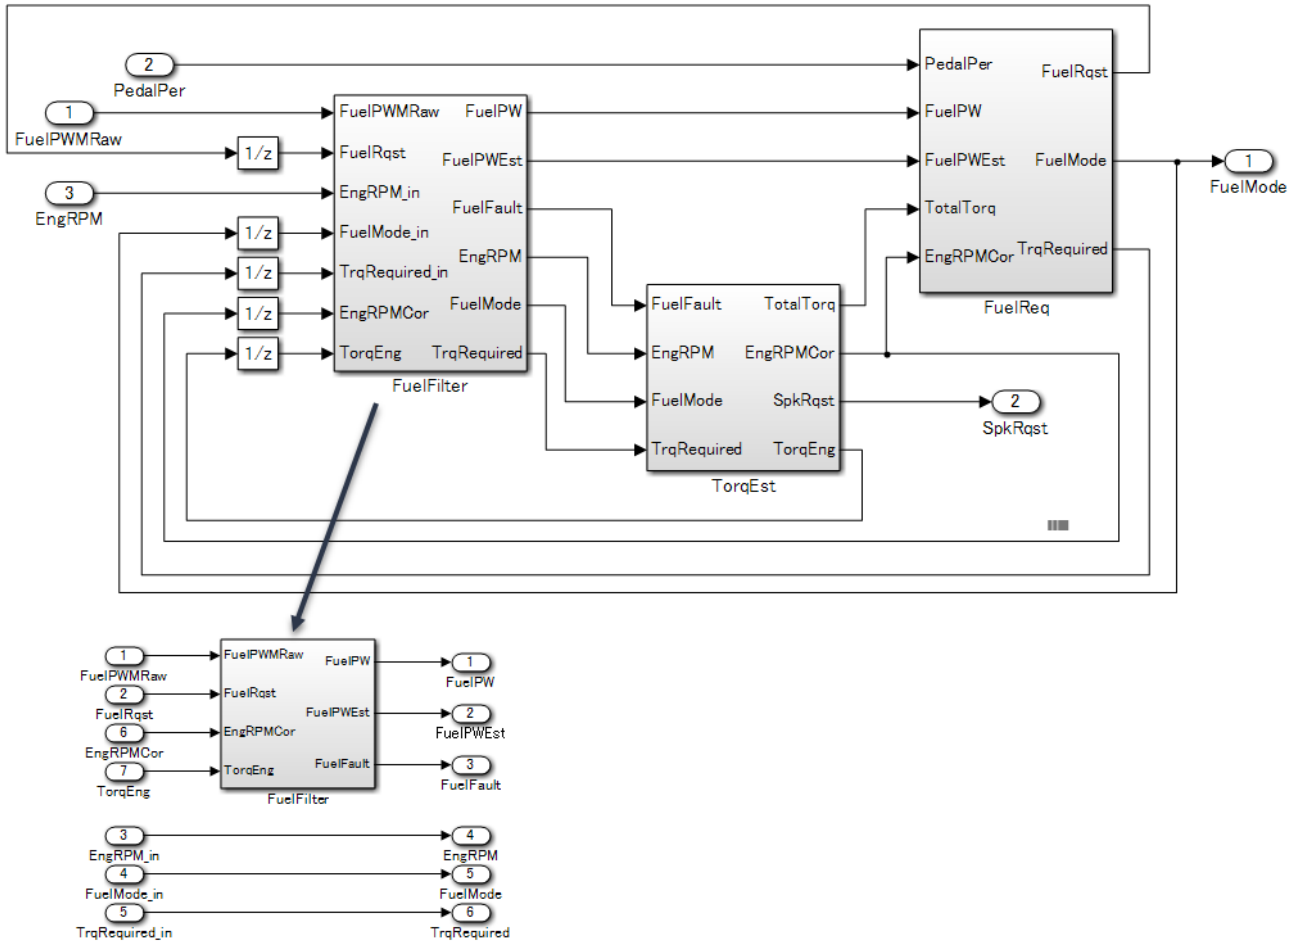 2
PedalPer
1
FuelPWMRaw
1/z
3
EngRPM
1/z
1/z
1/z
1/z
FuelPWMRaw
FuelRqst
EngRPM_in
FuelMode_in
TrqRequired_in
EngRPMCor
TorqEng
FuelPW
FuelPWEst
FuelFault
EngRPM
FuelMode
TrqRequired
FuelFilter
FuelFault
EngRPM
FuelMode
TrqRequired
TotalTorq
EngRPMCor
SpkRqst
TorqEng
TorqEst
PedalPer
FuelPW
FuelPWEst
TotalTorq
EngRPMCor
FuelRqst
FuelMode
TrqRequired
FuelReq
1
FuelMode
2
SpkRqst
1
FuelPWMRaw
2
FuelRqst
6
EngRPMCor
7
TorqEng
FuelPWMRaw
FuelRqst
EngRPMCor
TorqEng
FuelPW
FuelPWEst
FuelFault
FuelFilter
1
FuelPW
2
FuelPWEst
3
FuelFault
3
EngRPM_in
4
EngRPM
4
FuelMode_in
5
FuelMode
5
TrqRequired_in
6
TrqRequired